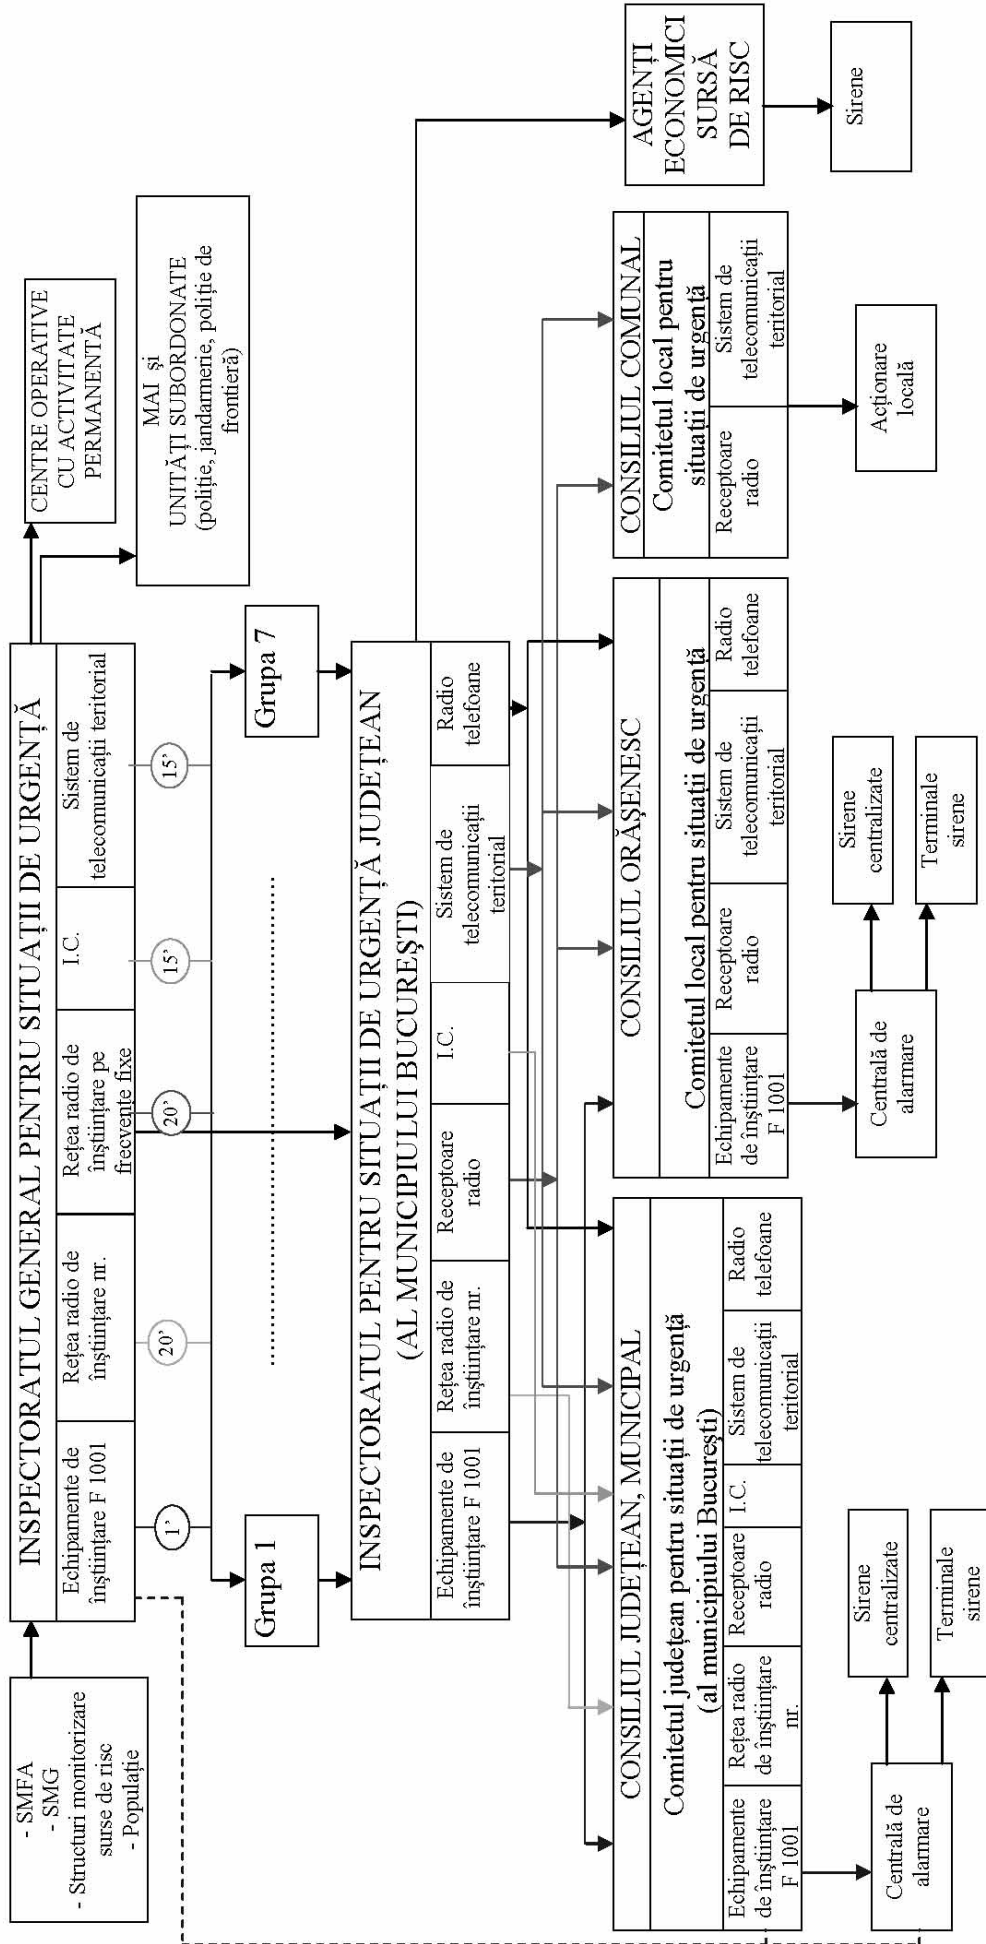 - SMFA
- SMG
- Structuri monitorizare
surse de risc
- Populație
INSPECTORATUL GENERAL PENTRU SITUAȚII DE URGENȚĂ
Echipamente de
înștiințare F 1001
Rețea radio de
înștiințare nr.
Rețea radio de
înștiințare pe
frecvențe fixe
I.C.
Sistem de
telecomunicații teritorial
CENTRE OPERATIVE
CU ACTIVITATE
PERMANENTĂ
MAI și
UNITĂȚI SUBORDONATE
(poliție, jandarmerie, poliție de
frontieră)
1'
20'
20'
15'
15'
Grupa 1
Grupa 7
INSPECTORATUL PENTRU SITUAȚII DE URGENȚĂ JUDEȚEAN
(AL MUNICIPIULUI BUCUREȘTI)
Echipamente de
înștiințare F 1001
Rețea radio de
înștiințare nr.
Receptoare
radio
I.C.
Sistem de
telecomunicații
teritorial
Radio
telefoane
CONSILIUL JUDEȚEAN, MUNICIPAL
Comitetul județean pentru situații de urgență
(al municipiului București)
Echipamente
de înștiințare
F 1001
Rețea radio
de înștiințare
nr.
Receptoare
radio
I.C.
Sistem de
telecomunicații
teritorial
Radio
telefoane
CONSILIUL ORĂȘENESC
Comitetul local pentru situații de urgență
Echipamente
de înștiințare
F 1001
Receptoare
radio
Sistem de
telecomunicații
teritorial
Radio
telefoane
CONSILIUL COMUNAL
Comitetul local pentru
situații de urgență
Receptoare
radio
Sistem de
telecomunicații
teritorial
AGENȚI
ECONOMICI
SURSĂ
DE RISC
Sirene
Centrală de
alarmare
Sirene
centralizate
Terminale
sirene
Centrală de
alarmare
Sirene
centralizate
Terminale
sirene
Acționare
locală